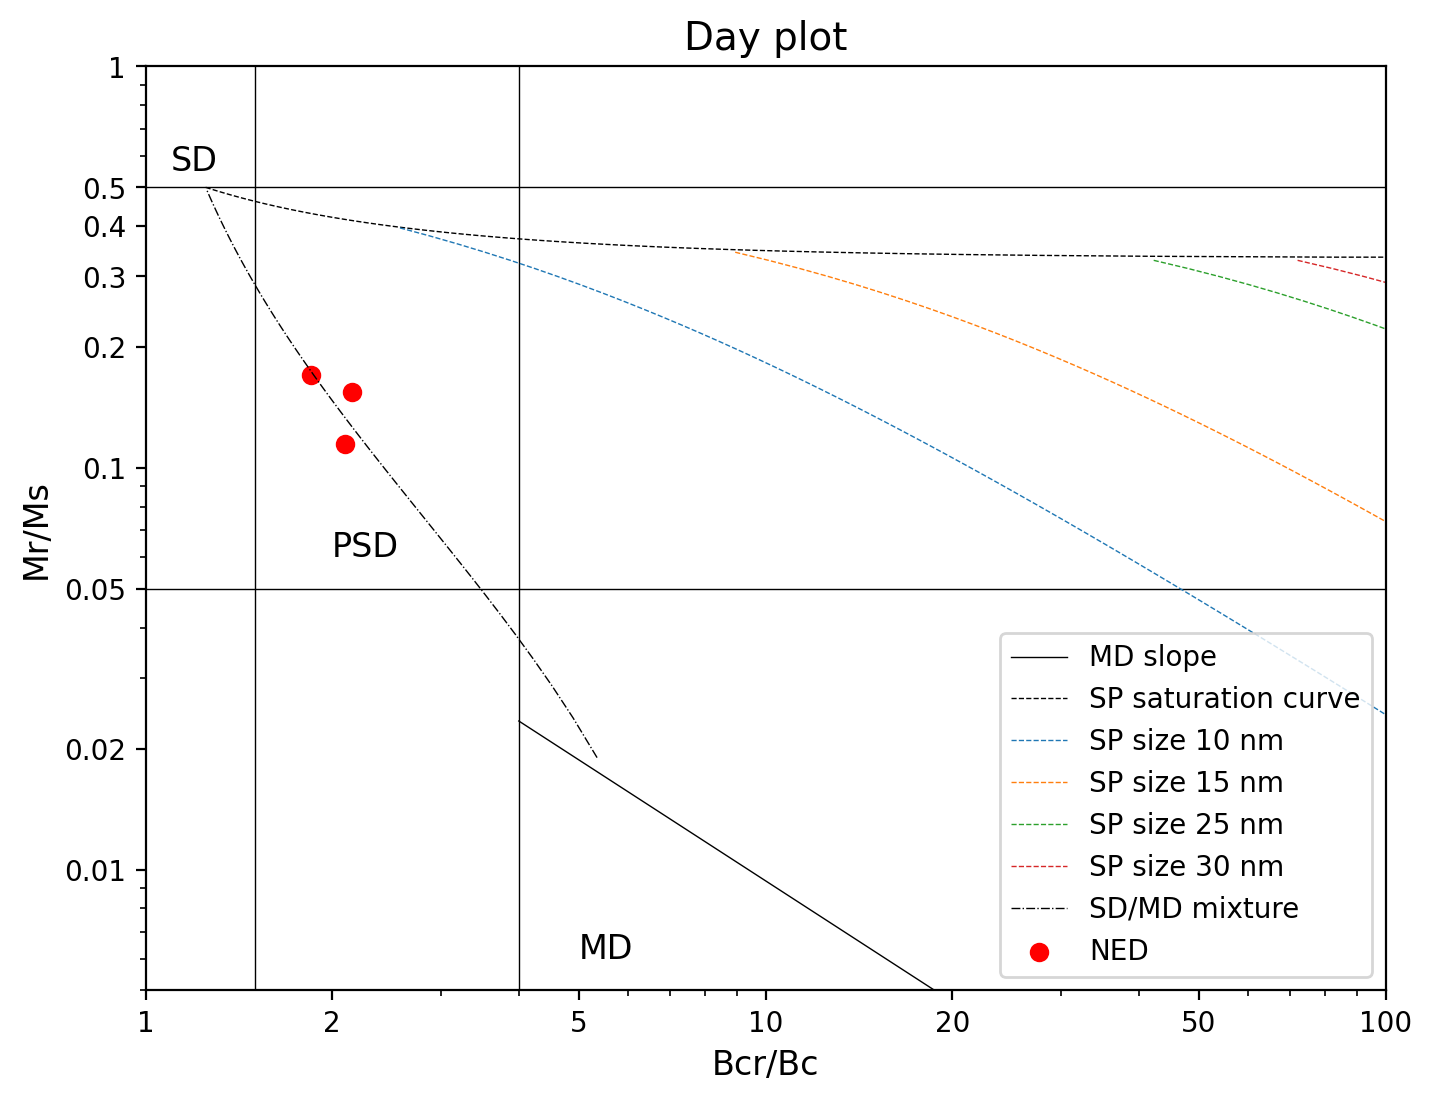 Day plot
Mr/Ms
1
0.5
0.4
0.3
0.2
0.1
0.05
0.02
0.01
SD
PSD
MD
MD slope
SP saturation curve
SP size 10 nm
SP size 15 nm
SP size 25 nm
SP size 30 nm
SD/MD mixture
NED
1 2 5 10 20 50 100
Bcr/Bc